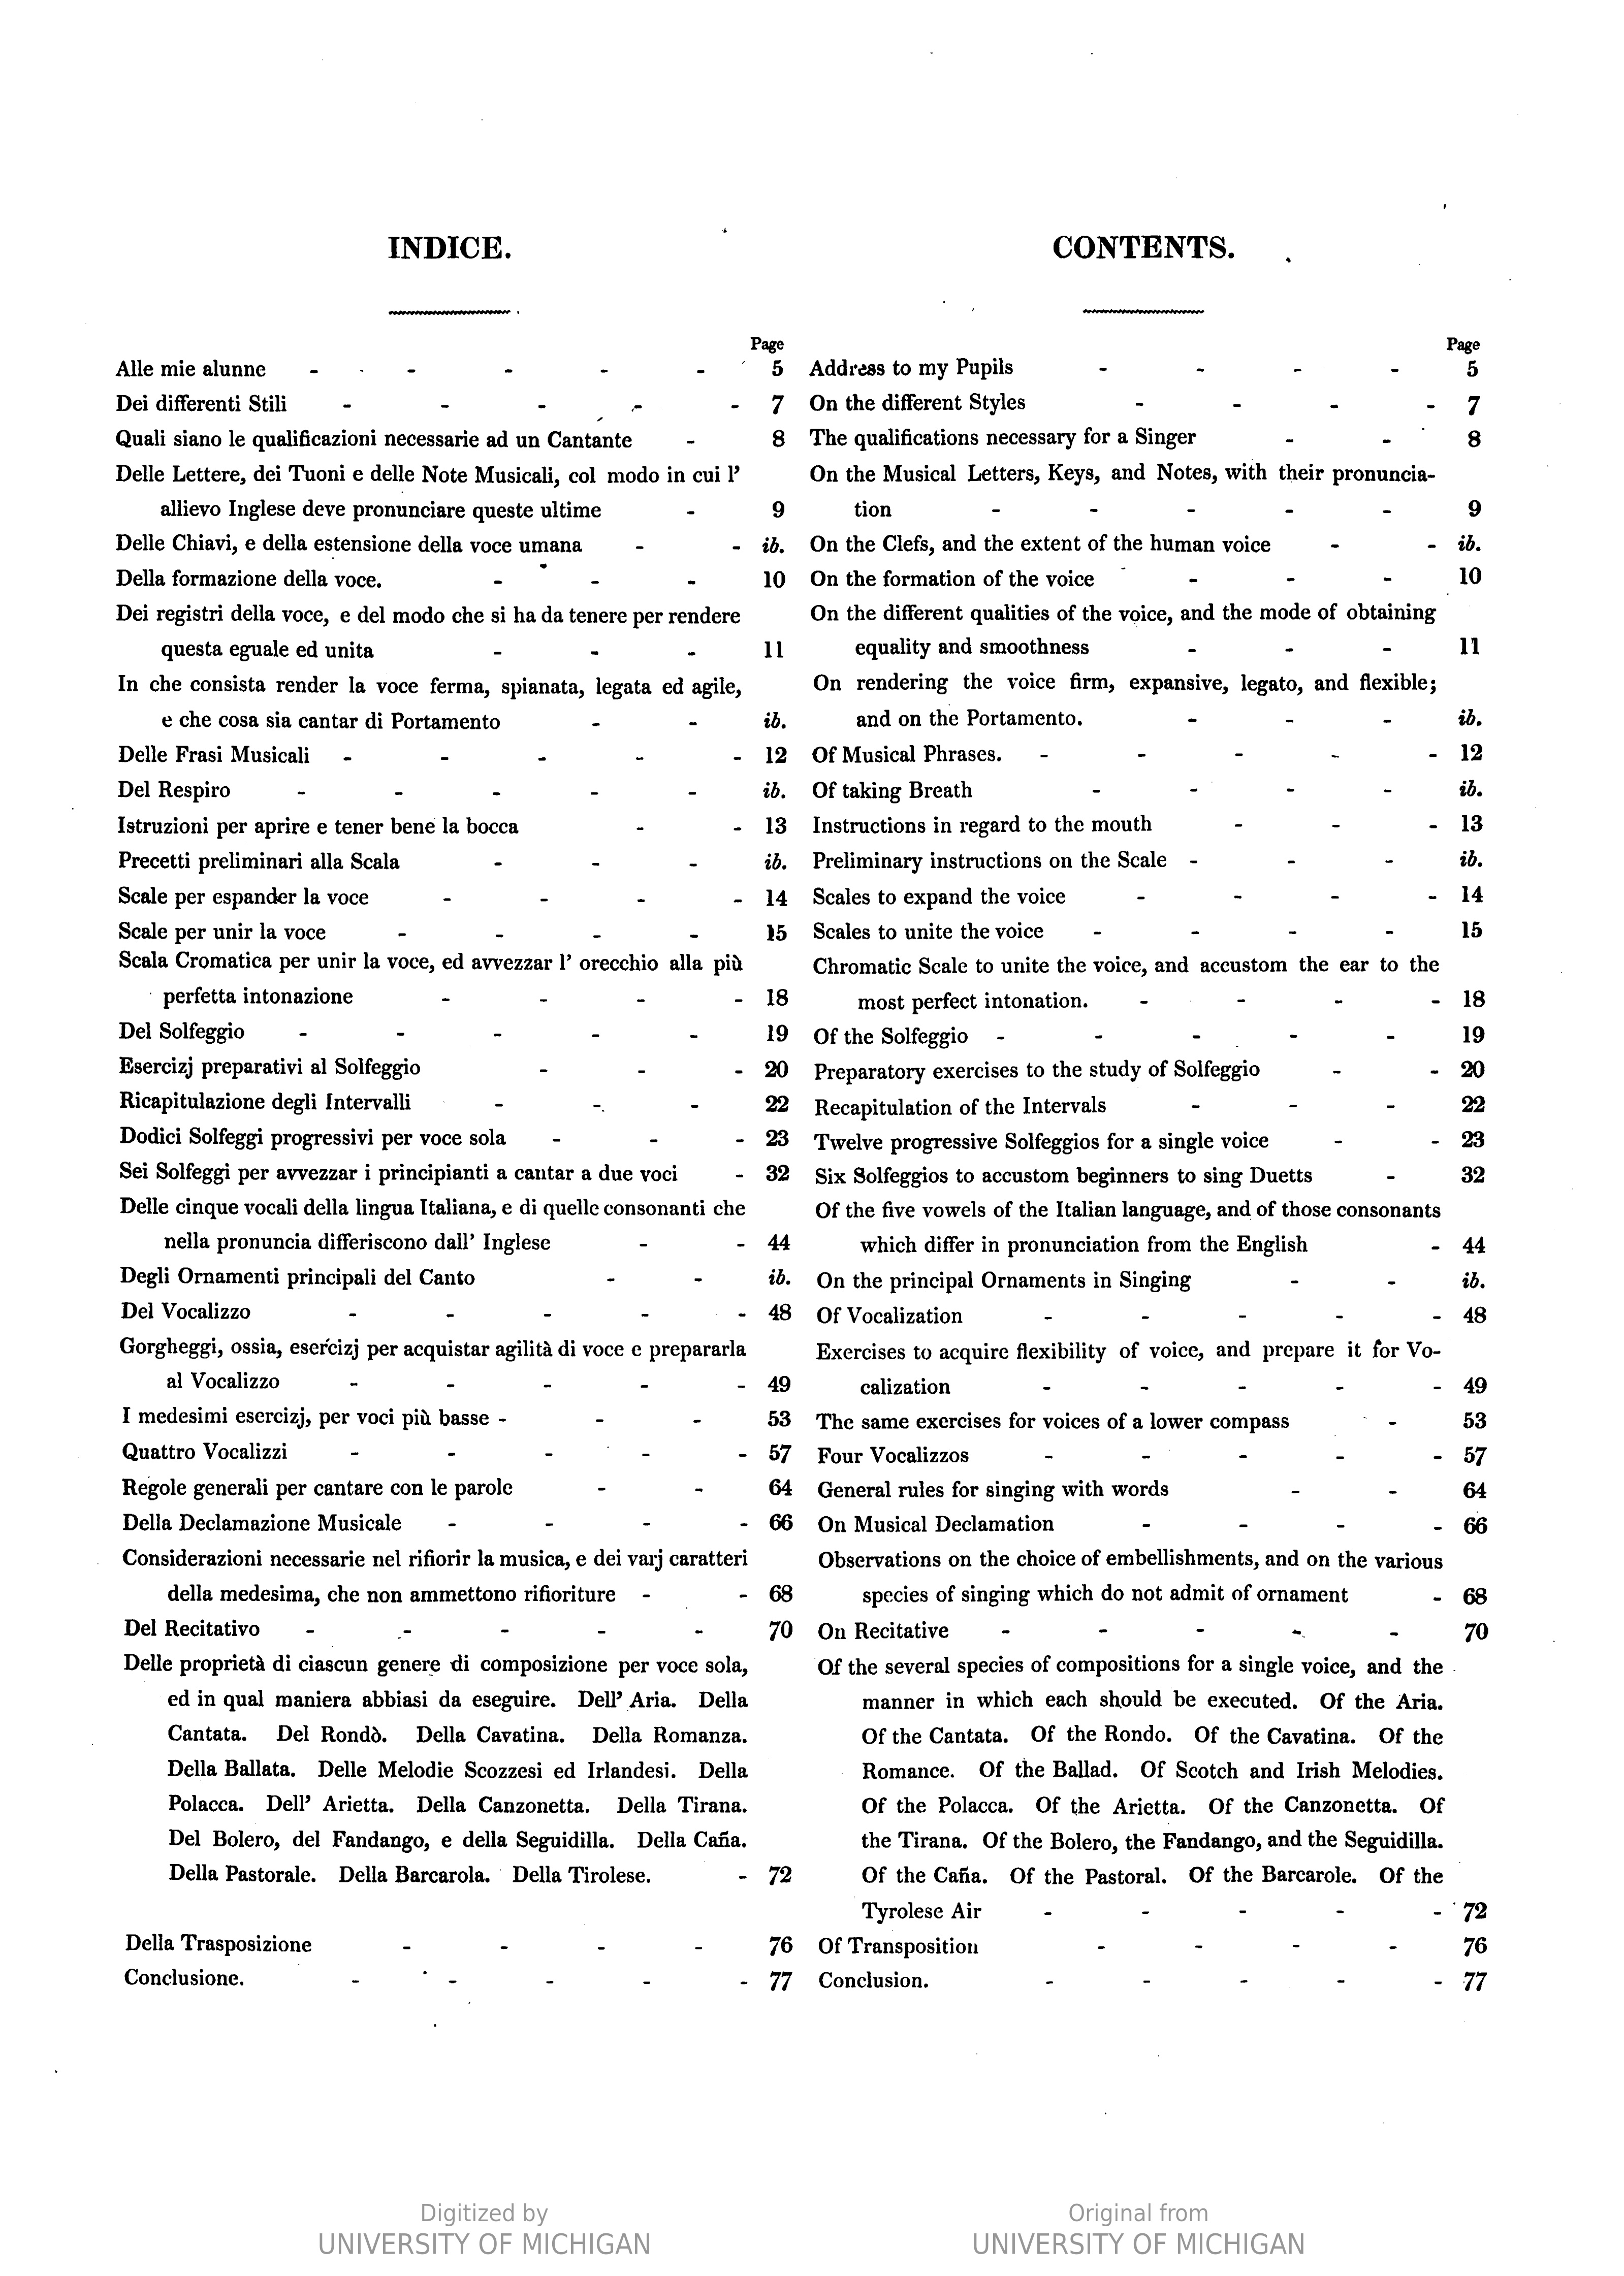 INDICE.
Page
Alle mie alunne - - - - - 5
Dei differenti Stili - - - - - 7
Quali siano le qualificazioni necessarie ad un Cantante - 8
Delle Lettere, dei Tuoni e delle Note Musicali, col modo in cui l'
allievo Inglese deve pronunciare queste ultime - 9
Delle Chiavi, e della estensione della voce umana - - ib.
Della formazione della voce. - - - 10
Dei registri della voce, e del modo che si ha da tenere per rendere
questa eguale ed unita - - - 11
In che consista render la voce ferma, spianata, legata ed agile,
e che cosa sia cantar di Portamento - - ib.
Delle Frasi Musicali - - - - - 12
Del Respiro - - - - - ib.
Istruzioni per aprire e tener bene la bocca - - 13
Precetti preliminari alla Scala - - - ib.
Scale per espander la voce - - - - 14
Scale per unir la voce - - - - 15
Scala Cromatica per unir la voce, ed avvezzar l' orecchio alla più
perfetta intonazione - - - - 18
Del Solfeggio - - - - - 19
Esercizj preparativi al Solfeggio - - - 20
Ricapitulazione degli Intervalli - - - 22
Dodici Solfeggi progressivi per voce sola - - - 23
Sei Solfeggi per avvezzar i principianti a cantar a due voci - 32
Delle cinque vocali della lingua Italiana, e di quelle consonanti che
nella pronuncia differiscono dall' Inglese - - 44
Degli Ornamenti principali del Canto - - ib.
Del Vocalizzo - - - - - 48
Gorgheggi, ossia, esercizj per acquistar agilità di voce e prepararla
al Vocalizzo - - - - - 49
I medesimi esercizj, per voci più basse - - - 53
Quattro Vocalizzi - - - - - 57
Regole generali per cantare con le parole - - 64
Della Declamazione Musicale - - - - 66
Considerazioni necessarie nel rifiorir la musica, e dei varj caratteri
della medesima, che non ammettono rifioriture - - 68
Del Recitativo - - - - - 70
Delle proprietà di ciascun genere di composizione per voce sola,
ed in qual maniera abbiasi da eseguire. Dell' Aria. Della
Cantata. Del Rondò. Della Cavatina. Della Romanza.
Della Ballata. Delle Melodie Scozzesi ed Irlandesi. Della
Polacca. Dell' Arietta. Della Canzonetta. Della Tirana.
Del Bolero, del Fandango, e della Seguidilla. Della Caña.
Della Pastorale. Della Barcarola. Della Tirolese. - 72
Della Trasposizione - - - - 76
Conclusione. - - - - - 77
CONTENTS.
Page
Address to my Pupils - - - - 5
On the different Styles - - - - 7
The qualifications necessary for a Singer - - 8
On the Musical Letters, Keys, and Notes, with their pronuncia-
tion - - - - - 9
On the Clefs, and the extent of the human voice - - ib.
On the formation of the voice - - - 10
On the different qualities of the voice, and the mode of obtaining
equality and smoothness - - - 11
On rendering the voice firm, expansive, legato, and flexible;
and on the Portamento. - - - ib.
Of Musical Phrases. - - - - - 12
Of taking Breath - - - - ib.
Instructions in regard to the mouth - - - 13
Preliminary instructions on the Scale - - - ib.
Scales to expand the voice - - - - 14
Scales to unite the voice - - - - 15
Chromatic Scale to unite the voice, and accustom the ear to the
most perfect intonation. - - - - 18
Of the Solfeggio - - - - - 19
Preparatory exercises to the study of Solfeggio - - 20
Recapitulation of the Intervals - - - 22
Twelve progressive Solfeggios for a single voice - - 23
Six Solfeggios to accustom beginners to sing Duetts - 32
Of the five vowels of the Italian language, and of those consonants
which differ in pronunciation from the English - 44
On the principal Ornaments in Singing - - ib.
Of Vocalization - - - - - 48
Exercises to acquire flexibility of voice, and prepare it for Vo-
calization - - - - - 49
The same exercises for voices of a lower compass - 53
Four Vocalizzos - - - - - 57
General rules for singing with words - - 64
On Musical Declamation - - - - 66
Observations on the choice of embellishments, and on the various
species of singing which do not admit of ornament - 68
On Recitative - - - - - 70
Of the several species of compositions for a single voice, and the
manner in which each should be executed. Of the Aria.
Of the Cantata. Of the Rondo. Of the Cavatina. Of the
Romance. Of the Ballad. Of Scotch and Irish Melodies.
Of the Polacca. Of the Arietta. Of the Canzonetta. Of
the Tirana. Of the Bolero, the Fandango, and the Seguidilla.
Of the Caña. Of the Pastoral. Of the Barcarole. Of the
Tyrolese Air - - - - - 72
Of Transposition - - - - 76
Conclusion. - - - - - 77
Digitized by
UNIVERSITY OF MICHIGAN
Original from
UNIVERSITY OF MICHIGAN